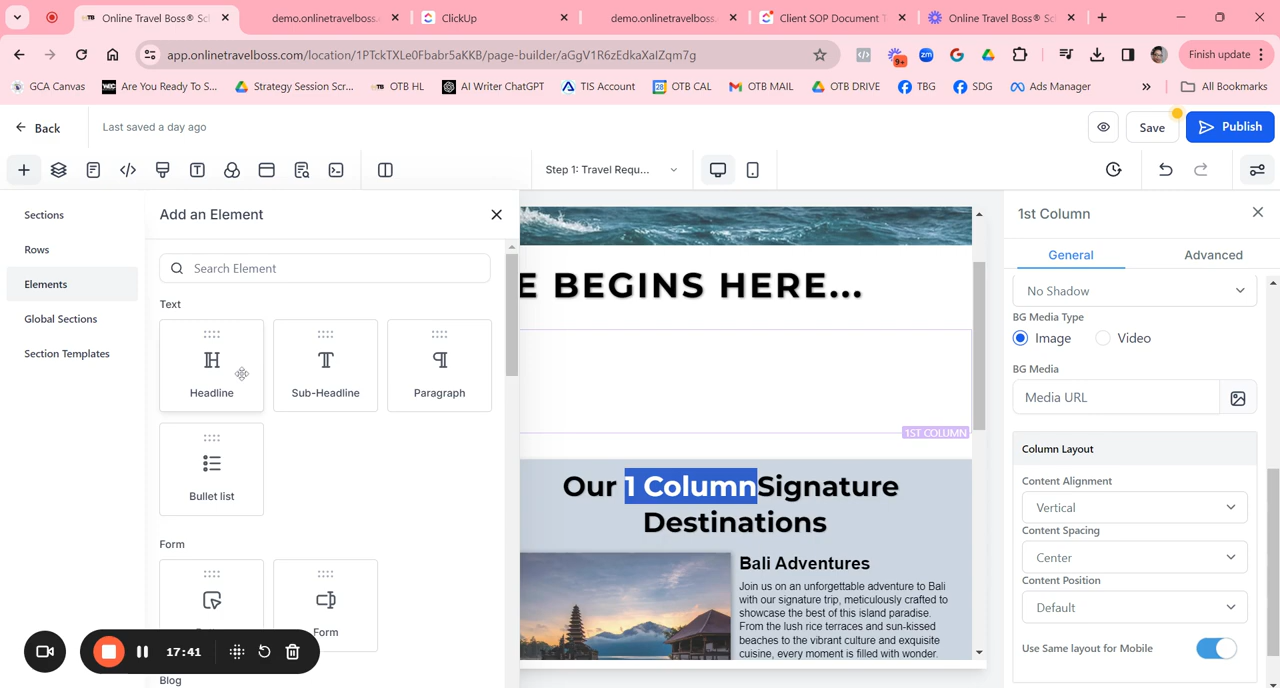 Online Travel Boss® Sc
demo.onlinetravelboss.c
ClickUp
demo.onlinetravelboss.c
Client SOP Document T
Online Travel Boss® Sc
app.onlinetravelboss.com/location/1PTckTXLe0Fbabr5aKKB/page-builder/aGgV1R6zEdkaXaIZqm7g
9+
zm
Finish update
GCA Canvas
Are You Ready To S...
Strategy Session Scr...
OTB HL
AI Writer ChatGPT
TIS Account
OTB CAL
OTB MAIL
OTB DRIVE
TBG
SDG
Ads Manager
»
All Bookmarks
Back
Last saved a day ago
Save
Publish
Step 1: Travel Requ...
Sections
Rows
Elements
Global Sections
Section Templates
Add an Element
Search Element
Text
Headline
Sub-Headline
Paragraph
Bullet list
Form
Form
Blog
17:41
E BEGINS HERE...
1ST COLUMN
Our 1 ColumnSignature
Destinations
Bali Adventures
Join us on an unforgettable adventure to Bali
with our signature trip, meticulously crafted to
showcase the best of this island paradise.
From the lush rice terraces and sun-kissed
beaches to the vibrant culture and exquisite
cuisine, every moment is filled with wonder.
1st Column
General
Advanced
No Shadow
BG Media Type
Image
Video
BG Media
Media URL
Column Layout
Content Alignment
Vertical
Content Spacing
Center
Content Position
Default
Use Same layout for Mobile